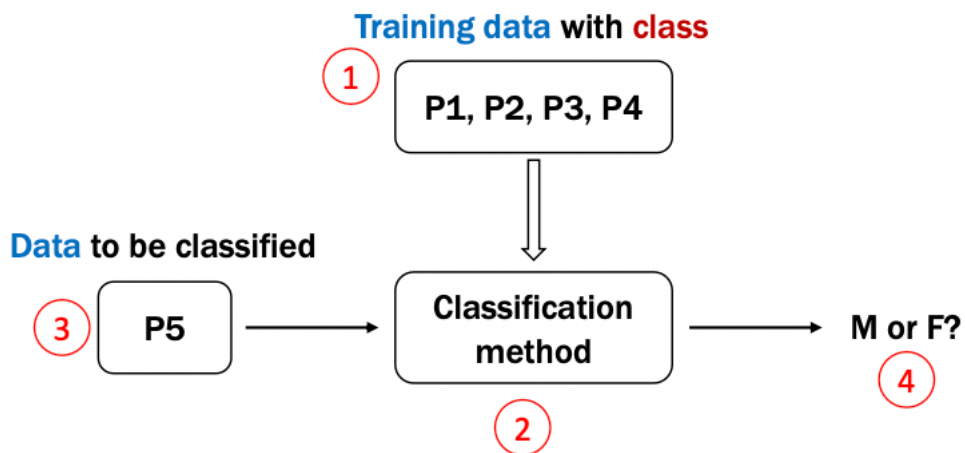 Training data with class
1
P1, P2, P3, P4
Data to be classified
3
P5
Classification
method
M or F?
4
2